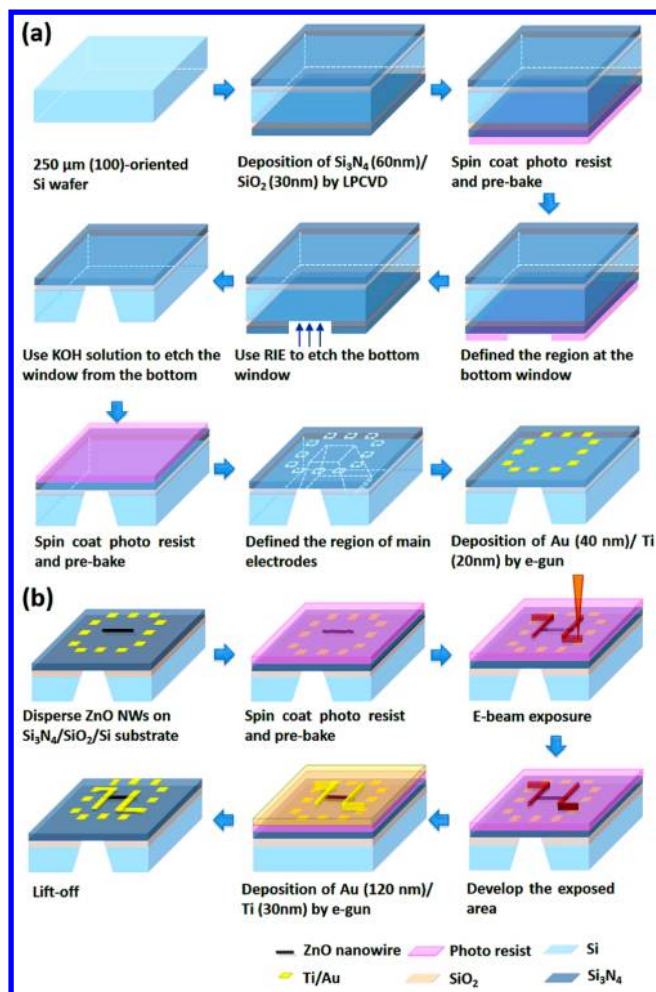 (a)
250 μm (100)-oriented
Si wafer
Deposition of Si₃N₄ (60nm)/
SiO₂ (30nm) by LPCVD
Spin coat photo resist
and pre-bake
Use KOH solution to etch the
window from the bottom
Use RIE to etch the bottom
window
Defined the region at the
bottom window
Spin coat photo resist
and pre-bake
Defined the region of main
electrodes
Deposition of Au (40 nm)/ Ti
(20nm) by e-gun
(b)
Disperse ZnO NWs on
Si₃N₄/SiO₂/Si substrate
Spin coat photo resist
and pre-bake
E-beam exposure
Lift-off
Deposition of Au (120 nm)/
Ti (30nm) by e-gun
Develop the exposed
area
ZnO nanowire
Photo resist
Si
Ti/Au
SiO₂
Si₃N₄